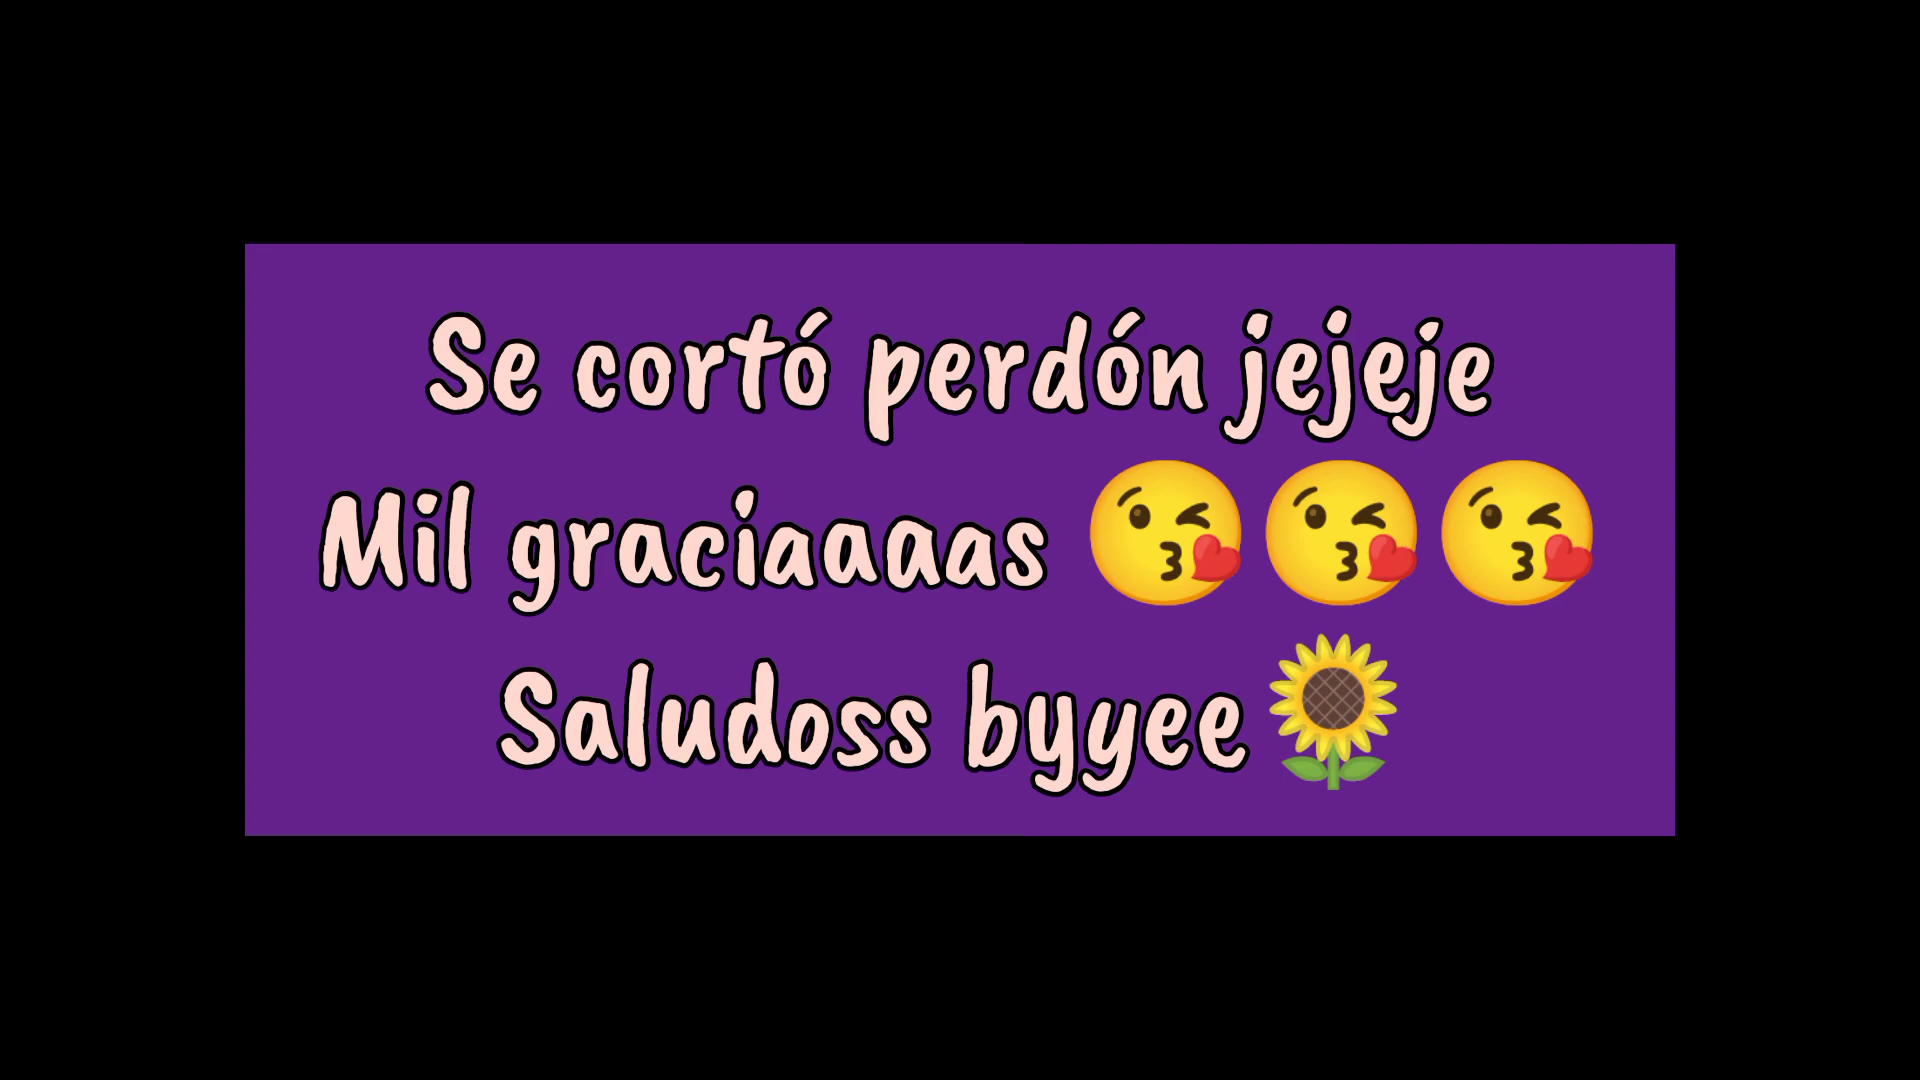 Se cortó perdón jejeje
Mil graciaaaas 😘😘😘
Saludoss byyee🌻